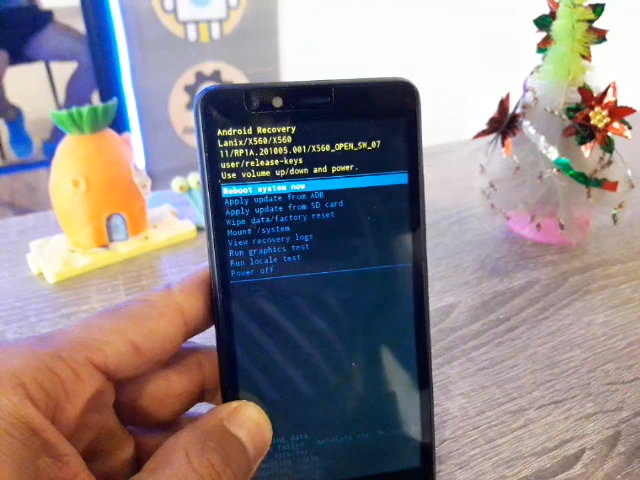 Android Recovery
Lanix/X560/X560
11/RP1A.201005.001/X560_OPEN_SW_07
user/release-keys
Use volume up/down and power.
Reboot system now
Apply update from ADB
Apply update from SD card
Wipe data/factory reset
Mount /system
View recovery logs
Run graphics test
Run locale test
Power off
data
failed